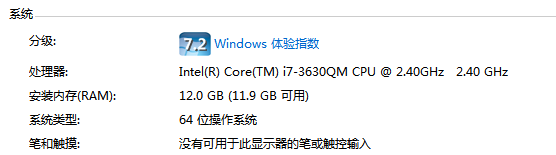 系统
分级: 7.2 Windows 体验指数
处理器: Intel(R) Core(TM) i7-3630QM CPU @ 2.40GHz 2.40 GHz
安装内存(RAM): 12.0 GB (11.9 GB 可用)
系统类型: 64 位操作系统
笔和触摸: 没有可用于此显示器的笔或触控输入